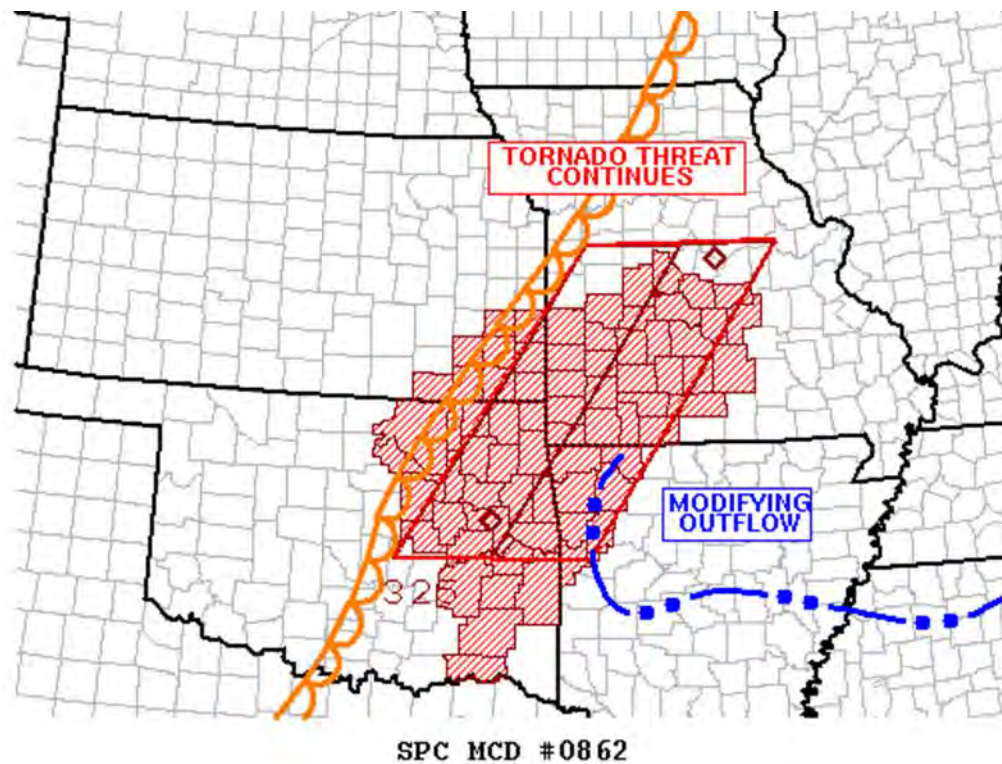 TORNADO THREAT
CONTINUES
MODIFYING
OUTFLOW
325
SPC MCD #0862